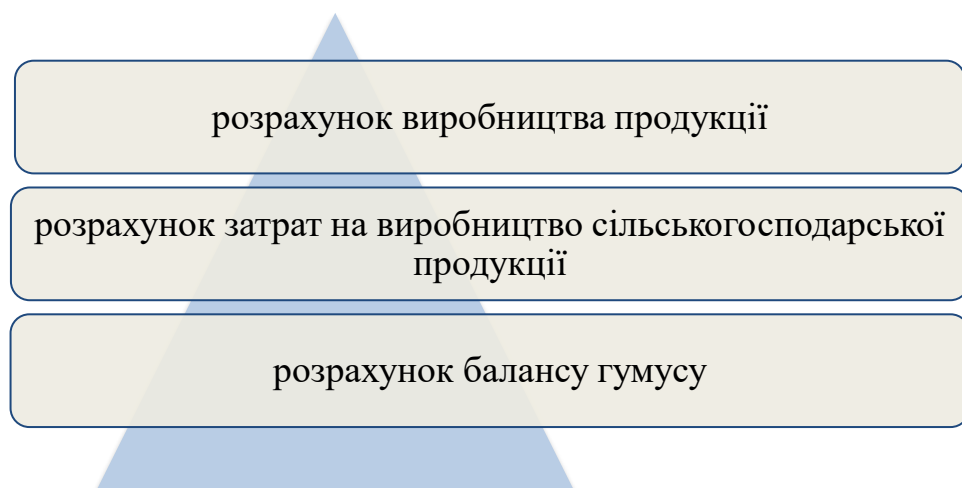 розрахунок виробництва продукції
розрахунок затрат на виробництво сільськогосподарської
продукції
розрахунок балансу гумусу